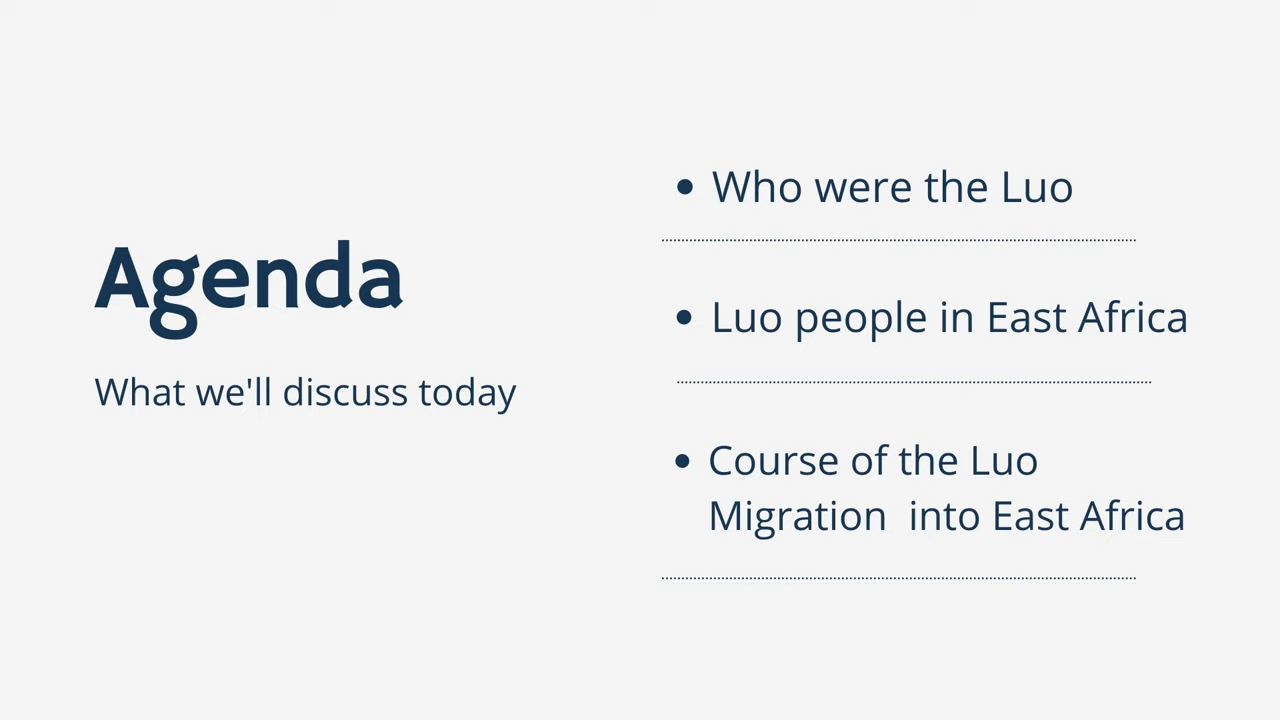 Agenda
What we'll discuss today
• Who were the Luo
• Luo people in East Africa
• Course of the Luo
Migration  into East Africa